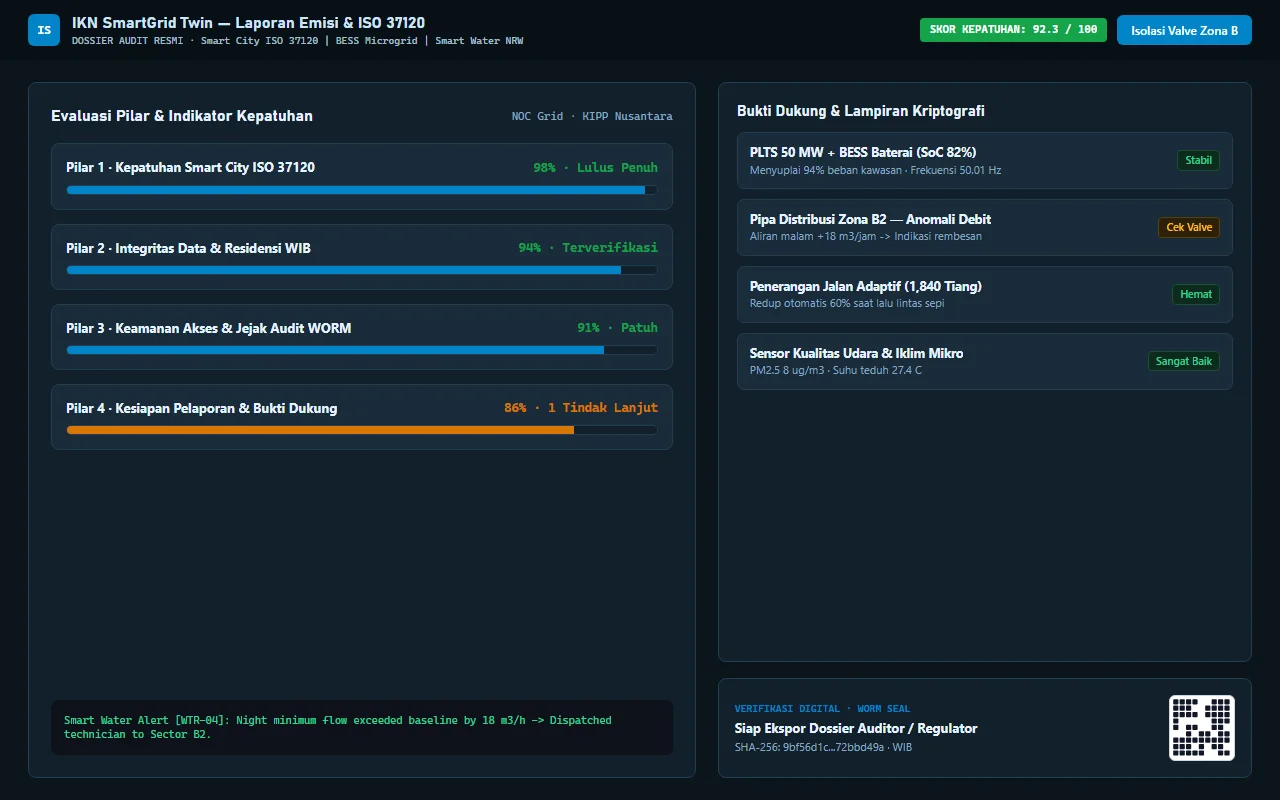 IS
IKN SmartGrid Twin — Laporan Emisi & ISO 37120
DOSSIER AUDIT RESMI · Smart City ISO 37120 | BESS Microgrid | Smart Water NRW
SKOR KEPATUHAN: 92.3 / 100
Isolasi Valve Zona B
Evaluasi Pilar & Indikator Kepatuhan
NOC Grid · KIPP Nusantara
Pilar 1 · Kepatuhan Smart City ISO 37120
98% · Lulus Penuh
Pilar 2 · Integritas Data & Residensi WIB
94% · Terverifikasi
Pilar 3 · Keamanan Akses & Jejak Audit WORM
91% · Patuh
Pilar 4 · Kesiapan Pelaporan & Bukti Dukung
86% · 1 Tindak Lanjut
Smart Water Alert [WTR-04]: Night minimum flow exceeded baseline by 18 m3/h -> Dispatched
technician to Sector B2.
Bukti Dukung & Lampiran Kriptografi
PLTS 50 MW + BESS Baterai (SoC 82%)
Menyuplai 94% beban kawasan · Frekuensi 50.01 Hz
Stabil
Pipa Distribusi Zona B2 — Anomali Debit
Aliran malam +18 m3/jam -> Indikasi rembesan
Cek Valve
Penerangan Jalan Adaptif (1,840 Tiang)
Redup otomatis 60% saat lalu lintas sepi
Hemat
Sensor Kualitas Udara & Iklim Mikro
PM2.5 8 ug/m3 · Suhu teduh 27.4 C
Sangat Baik
VERIFIKASI DIGITAL · WORM SEAL
Siap Ekspor Dossier Auditor / Regulator
SHA-256: 9bf56d1c...72bbd49a · WIB